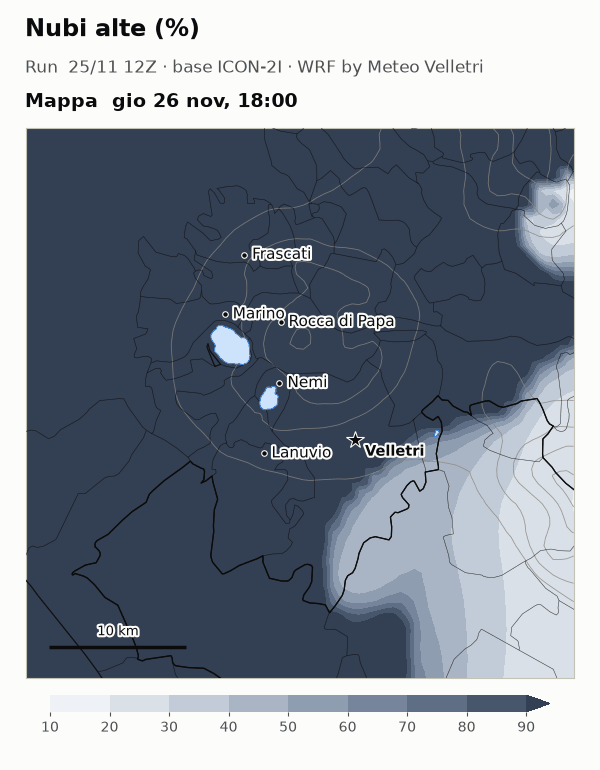 Nubi alte (%)
Run  25/11 12Z · base ICON-2I · WRF by Meteo Velletri
Mappa  gio 26 nov, 18:00
Frascati
Marino
Rocca di Papa
Nemi
Velletri
Lanuvio
10 km
10 20 30 40 50 60 70 80 90